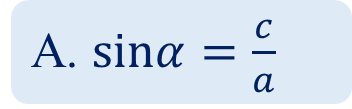 A. sinα = c/a